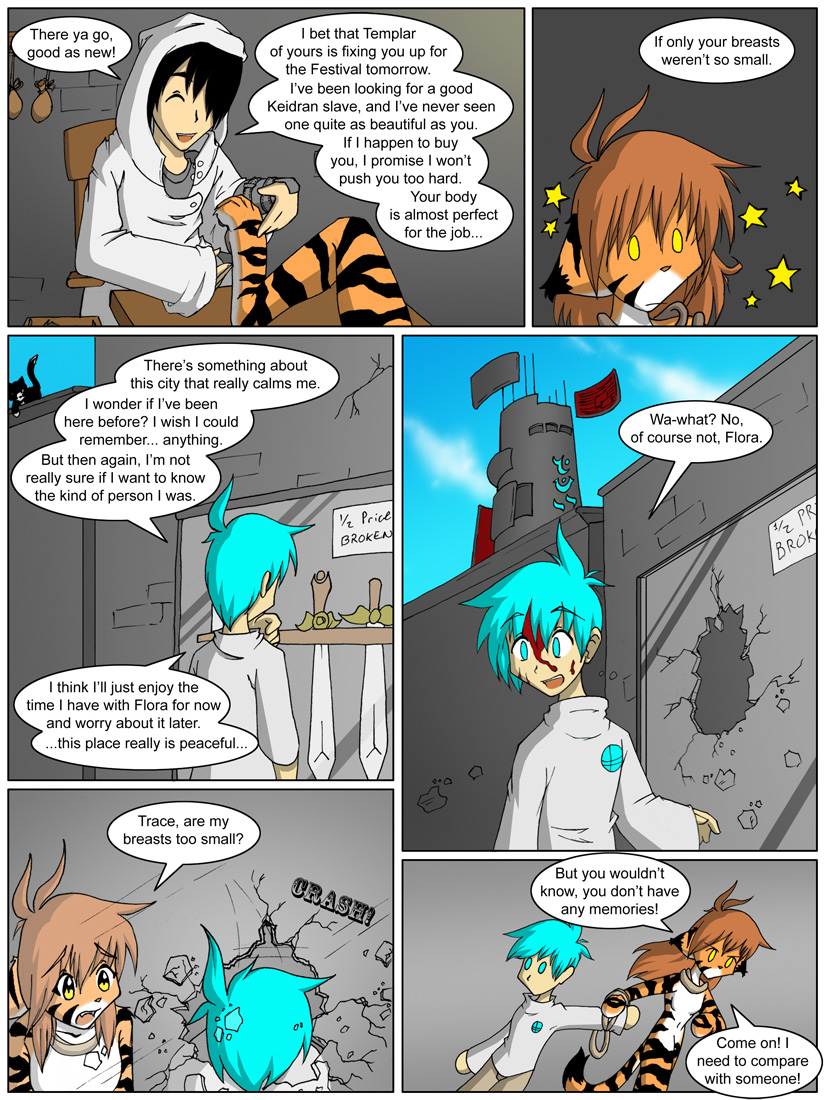 There ya go,
good as new!
I bet that Templar
of yours is fixing you up for
the Festival tomorrow.
I've been looking for a good
Keidran slave, and I've never seen
one quite as beautiful as you.
If I happen to buy
you, I promise I won't
push you too hard.
Your body
is almost perfect
for the job...
If only your breasts
weren't so small.
There's something about
this city that really calms me.
I wonder if I've been
here before? I wish I could
remember... anything.
But then again, I'm not
really sure if I want to know
the kind of person I was.
1/2 Price
BROKEN
I think I'll just enjoy the
time I have with Flora for now
and worry about it later.
...this place really is peaceful...
Trace, are my
breasts too small?
CRASH!
Wa-what? No,
of course not, Flora.
1/2 PRI
BROK
But you wouldn't
know, you don't have
any memories!
Come on! I
need to compare
with someone!